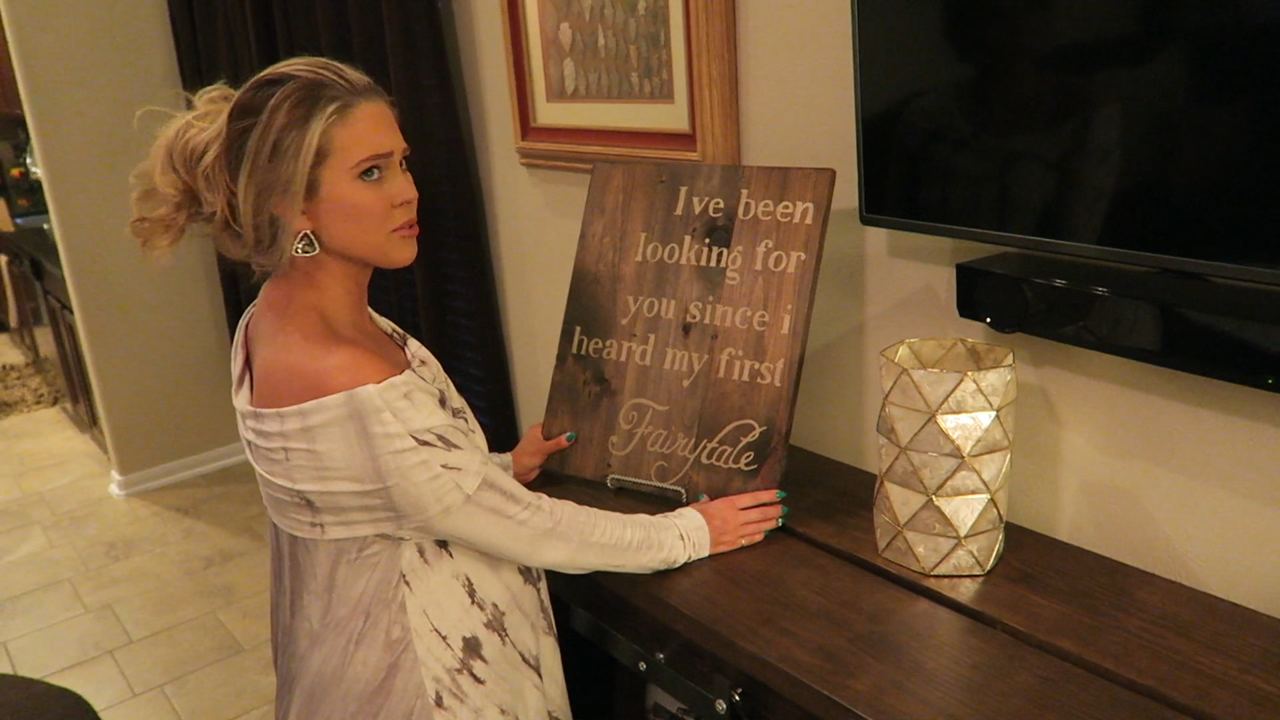 Ive been
looking for
you since i
heard my first
Fairytale